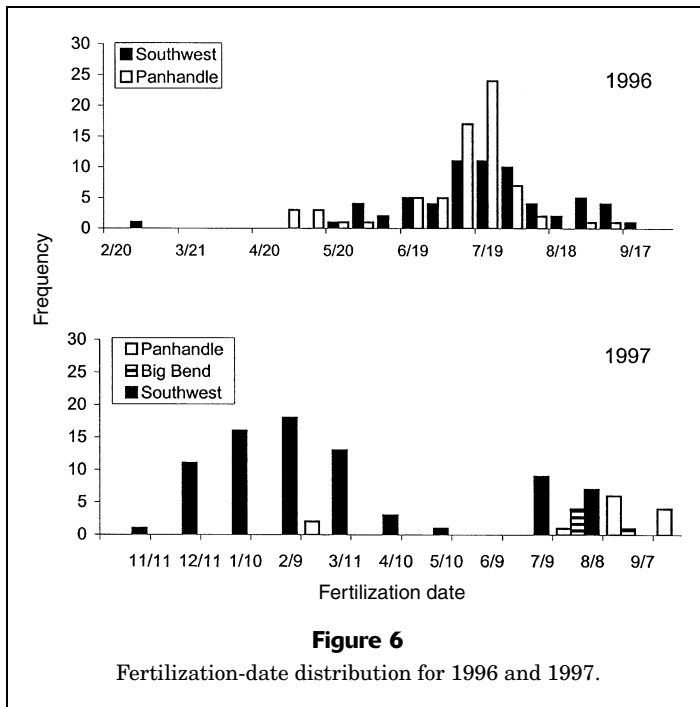 Frequency
30
25
20
15
10
5
0
Southwest
Panhandle
1996
2/20 3/21 4/20 5/20 6/19 7/19 8/18 9/17
30
25
20
15
10
5
0
Panhandle
Big Bend
Southwest
1997
11/11 12/11 1/10 2/9 3/11 4/10 5/10 6/9 7/9 8/8 9/7
Fertilization date
Figure 6
Fertilization-date distribution for 1996 and 1997.